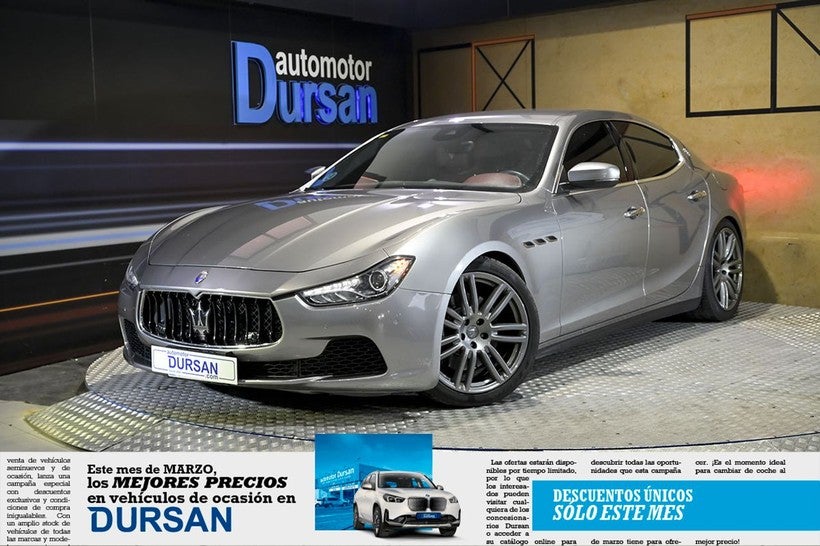 automotor
Dursan
automotor
DURSAN
.com
venta de vehículos
seminuevos y de
ocasión, lanza una
campaña especial
con descuentos
exclusivos y condi-
ciones de compra
inigualables. Con
un amplio stock de
vehículos de todas
las marcas y mode-
Este mes de MARZO,
los MEJORES PRECIOS
en vehículos de ocasión en
DURSAN
automotor Dursan
Las ofertas estarán dispo-
nibles por tiempo limitado,
por lo que
los interesa-
dos pueden
visitar cual-
quiera de los
concesiona-
rios Dursan
o acceder a
su catálogo online para
descubrir todas las oportu-
nidades que esta campaña
de marzo tiene para ofre-
cer. ¡Es el momento ideal
para cambiar de coche al
mejor precio!
DESCUENTOS ÚNICOS
SÓLO ESTE MES